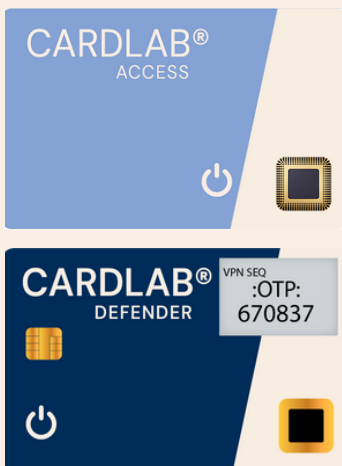 CARDLAB®
ACCESS
CARDLAB®
DEFENDER
VPN SEQ
:OTP:
670837